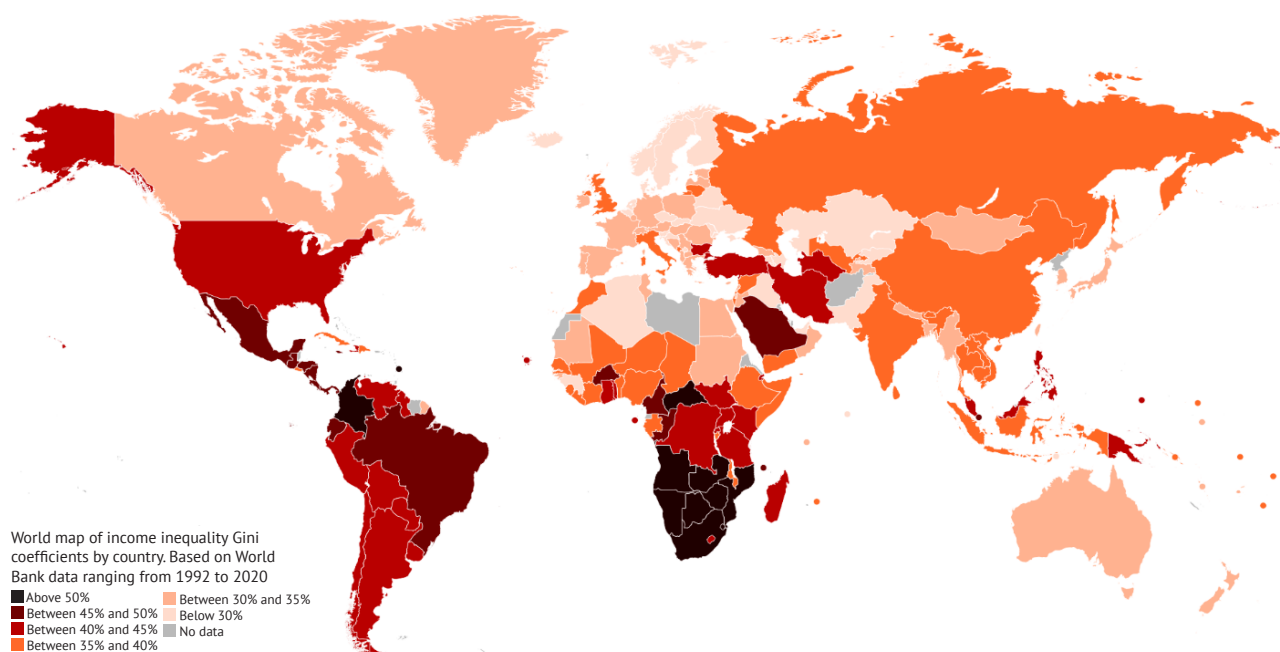 World map of income inequality Gini
coefficients by country. Based on World
Bank data ranging from 1992 to 2020
Above 50%
Between 45% and 50%
Between 40% and 45%
Between 35% and 40%
Between 30% and 35%
Below 30%
No data